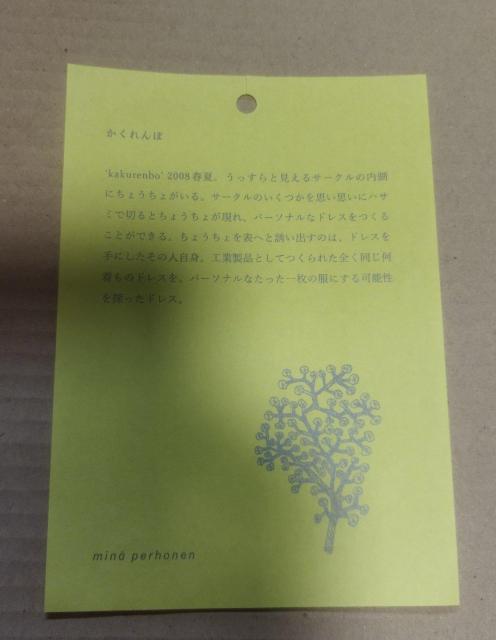 かくれんぼ
'kakurenbo' 2008春夏。うっすらと見えるサークルの内側
にちょうちょがいる。サークルのいくつかを思い思いにハサ
ミで切るとちょうちょが現れ、パーソナルなドレスをつくる
ことができる。ちょうちょを表へと誘い出すのは、ドレスを
手にしたその人自身。工業製品としてつくられた全く同じ何
着ものドレスを、パーソナルなたった一枚の服にする可能性
を探ったドレス。
minä perhonen